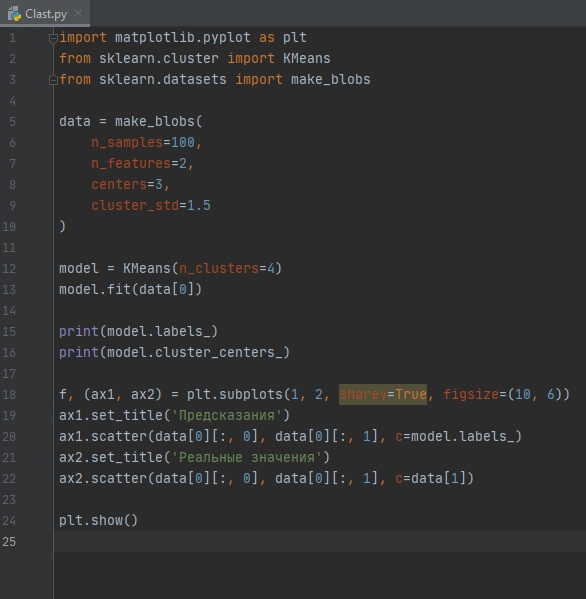 Clast.py
1 import matplotlib.pyplot as plt
2 from sklearn.cluster import KMeans
3 from sklearn.datasets import make_blobs
4
5 data = make_blobs(
6     n_samples=100,
7     n_features=2,
8     centers=3,
9     cluster_std=1.5
10 )
11
12 model = KMeans(n_clusters=4)
13 model.fit(data[0])
14
15 print(model.labels_)
16 print(model.cluster_centers_)
17
18 f, (ax1, ax2) = plt.subplots(1, 2, sharey=True, figsize=(10, 6))
19 ax1.set_title('Предсказания')
20 ax1.scatter(data[0][:, 0], data[0][:, 1], c=model.labels_)
21 ax2.set_title('Реальные значения')
22 ax2.scatter(data[0][:, 0], data[0][:, 1], c=data[1])
23
24 plt.show()
25